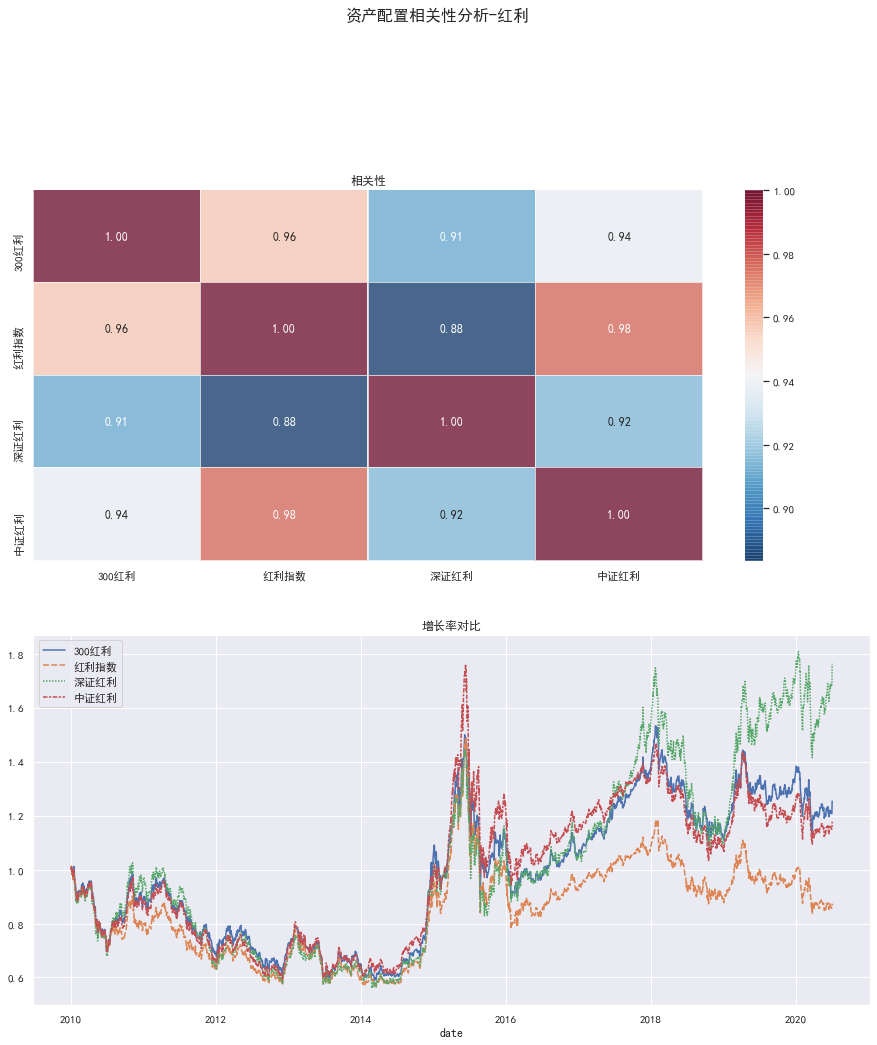 资产配置相关性分析-红利
相关性
300红利 1.00 0.96 0.91 0.94
红利指数 0.96 1.00 0.88 0.98
深证红利 0.91 0.88 1.00 0.92
中证红利 0.94 0.98 0.92 1.00
300红利 红利指数 深证红利 中证红利
1.00
0.98
0.96
0.94
0.92
0.90
增长率对比
300红利
红利指数
深证红利
中证红利
1.8
1.6
1.4
1.2
1.0
0.8
0.6
2010 2012 2014 2016 2018 2020
date